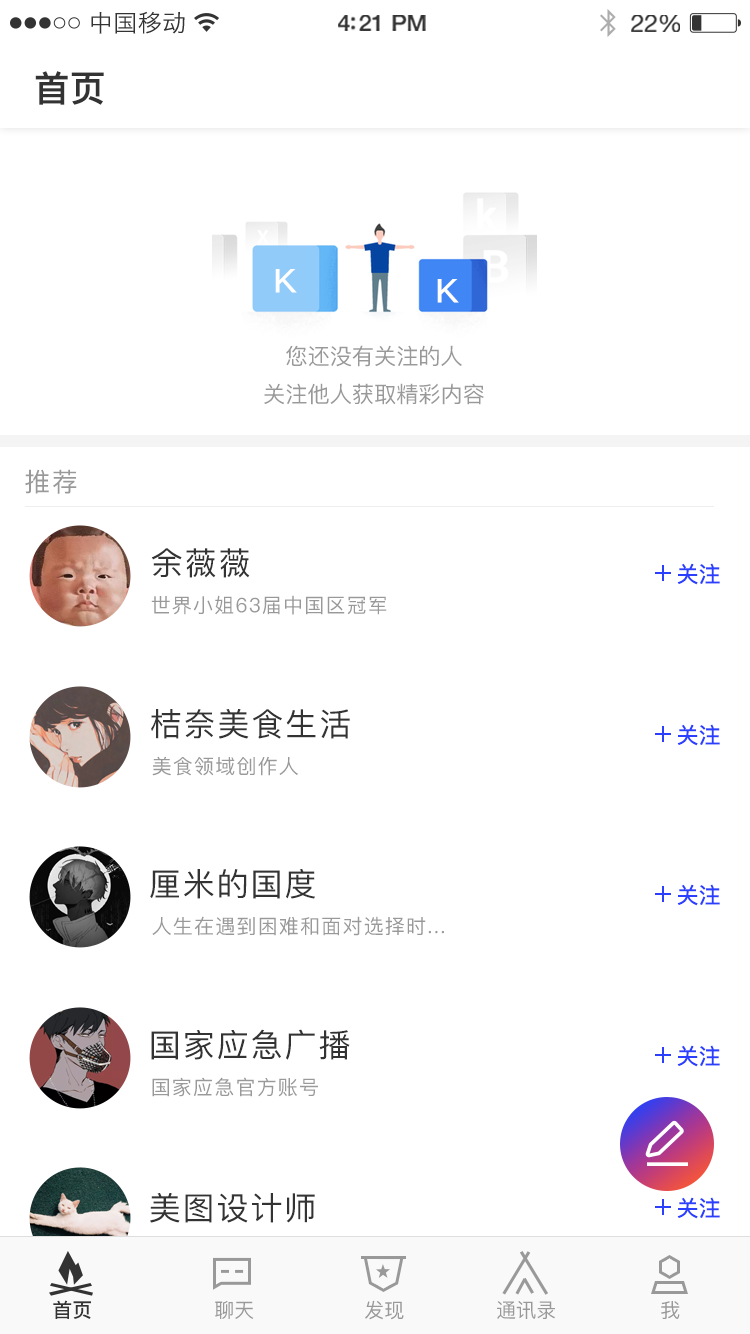 中国移动 4:21 PM 22%
首页
k
x
B
K
K
您还没有关注的人
关注他人获取精彩内容
推荐
余薇薇
+关注
世界小姐63届中国区冠军
桔奈美食生活
+关注
美食领域创作人
厘米的国度
+关注
人生在遇到困难和面对选择时...
国家应急广播
+关注
国家应急官方账号
美图设计师
+关注
首页 聊天 发现 通讯录 我